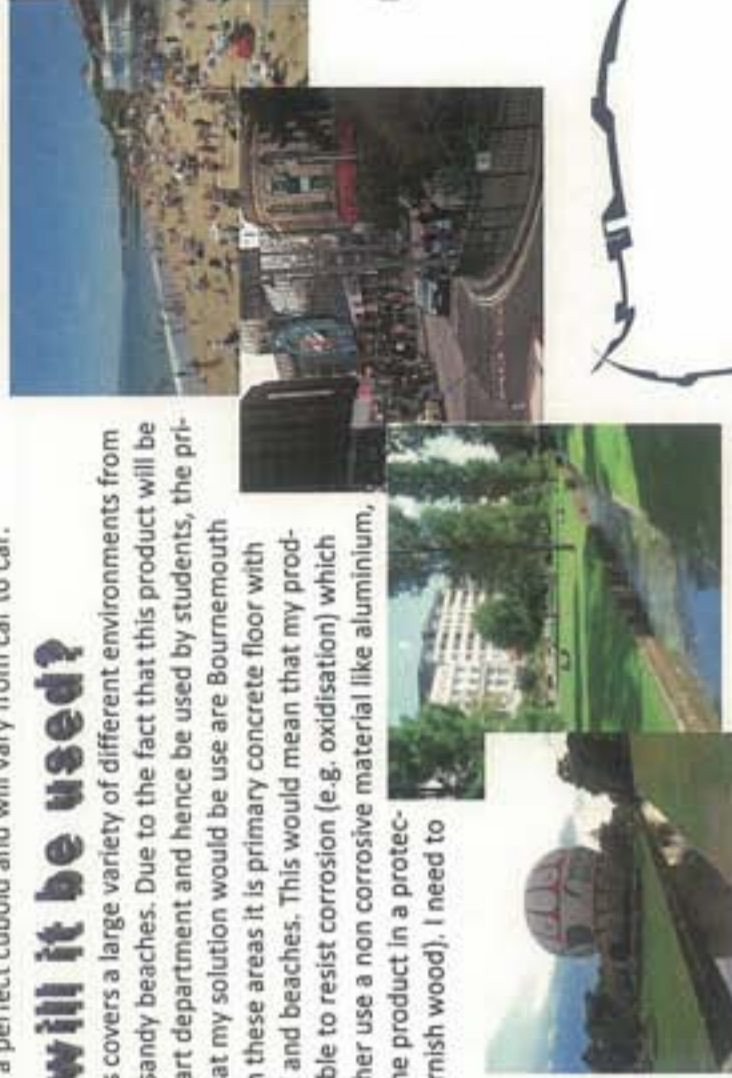 a perfect cuboid and will vary from car to car.
will it be used?
s covers a large variety of different environments from
sandy beaches. Due to the fact that this product will be
art department and hence be used by students, the pri-
at my solution would be use are Bournemouth
n these areas it is primary concrete floor with
and beaches. This would mean that my prod-
ble to resist corrosion (e.g. oxidisation) which
her use a non corrosive material like aluminium,
he product in a protec-
rnish wood). I need to